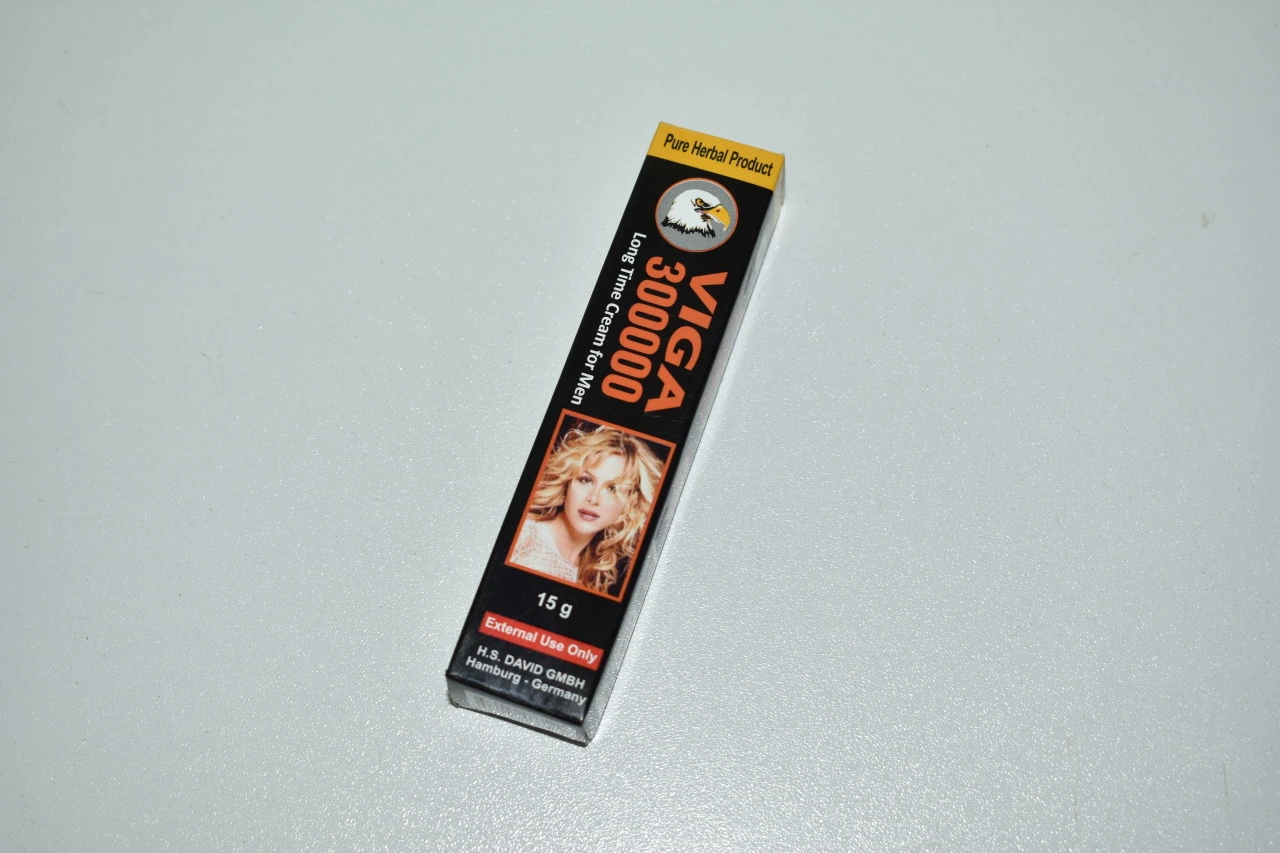 Pure Herbal Product
VIGA
300000
Long Time Cream for Men
15 g
External Use Only
H.S. DAVID GMBH
Hamburg - Germany